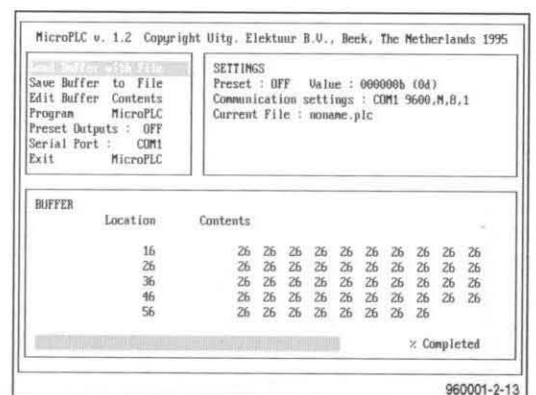 MicroPLC v. 1.2 Copyright Uitg. Elektuur B.V., Beek, The Netherlands 1995
Load Buffer with File
Save Buffer to File
Edit Buffer Contents
Program MicroPLC
Preset Outputs : OFF
Serial Port : COM1
Exit MicroPLC
SETTINGS
Preset : OFF Value : 000000b (0d)
Communication settings : COM1 9600,N,8,1
Current File : noname.plc
BUFFER
Location Contents
16 26 26 26 26 26 26 26 26 26 26
26 26 26 26 26 26 26 26 26 26 26
36 26 26 26 26 26 26 26 26 26 26
46 26 26 26 26 26 26 26 26 26 26
56 26 26 26 26 26 26 26 26
% Completed
960001-2-13